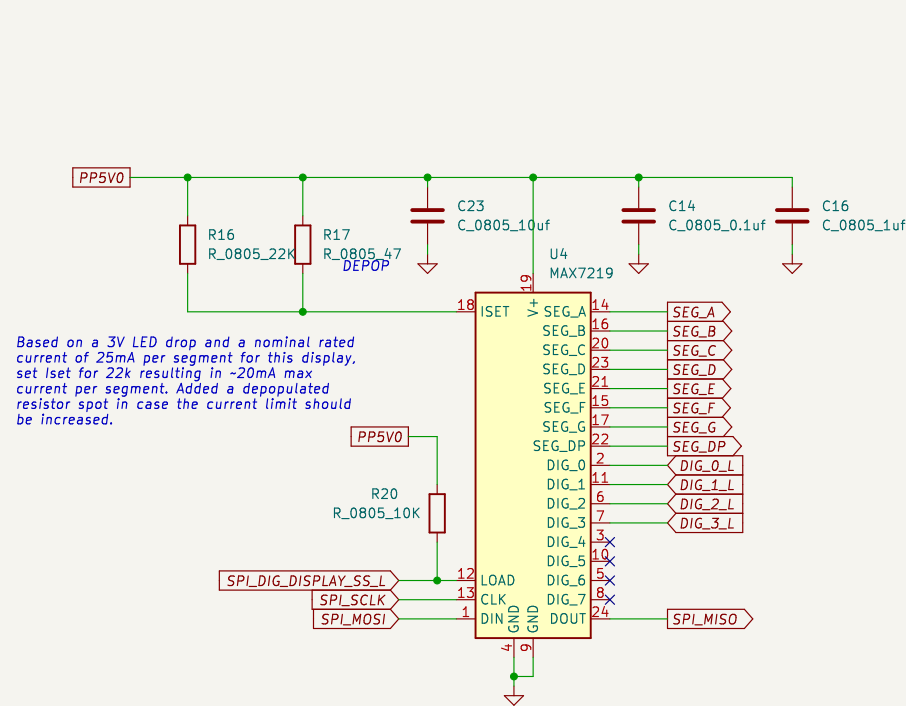 PP5V0
R16
R_0805_22K
R17
R_0805_47
DEPOP
C23
C_0805_10uf
C14
C_0805_0.1uf
C16
C_0805_1uf
U4
MAX7219
19
V+
18 ISET
SEG_A 14 SEG_A
SEG_B 16 SEG_B
SEG_C 20 SEG_C
SEG_D 23 SEG_D
SEG_E 21 SEG_E
SEG_F 15 SEG_F
SEG_G 17 SEG_G
SEG_DP 22 SEG_DP
DIG_0 2 DIG_0_L
DIG_1 11 DIG_1_L
DIG_2 6 DIG_2_L
DIG_3 7 DIG_3_L
DIG_4 3
DIG_5 10
DIG_6 5
DIG_7 8
DOUT 24 SPI_MISO
Based on a 3V LED drop and a nominal rated
current of 25mA per segment for this display,
set Iset for 22k resulting in ~20mA max
current per segment. Added a depopulated
resistor spot in case the current limit should
be increased.
PP5V0
R20
R_0805_10K
SPI_DIG_DISPLAY_SS_L 12 LOAD
SPI_SCLK 13 CLK
SPI_MOSI 1 DIN
GND
GND
4
9